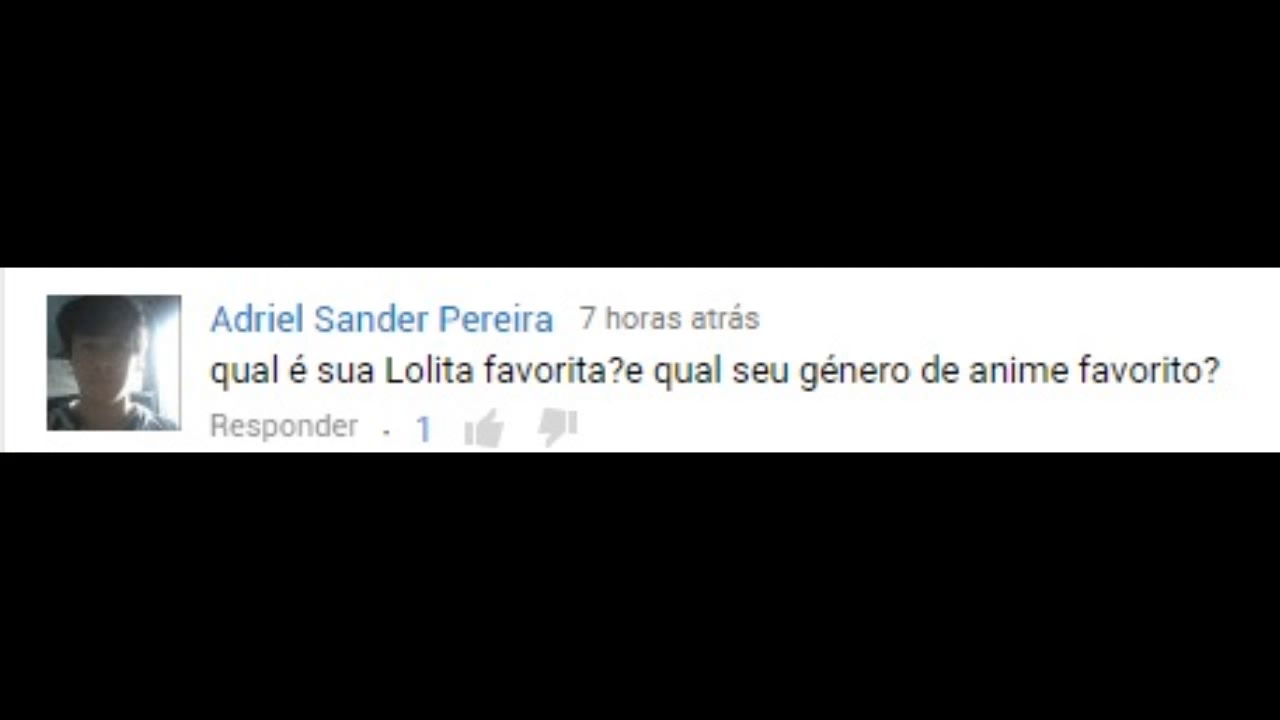 Adriel Sander Pereira 7 horas atrás
qual é sua Lolita favorita?e qual seu género de anime favorito?
Responder . 1